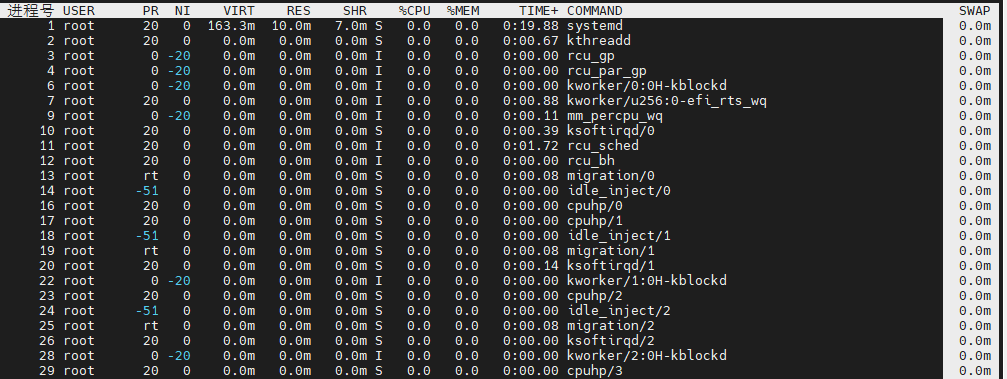 进程号 USER PR NI VIRT RES SHR %CPU %MEM TIME+ COMMAND SWAP
1 root 20 0 163.3m 10.0m 7.0m S 0.0 0.0 0:19.88 systemd 0.0m
2 root 20 0 0.0m 0.0m 0.0m S 0.0 0.0 0:00.67 kthreadd 0.0m
3 root 0 -20 0.0m 0.0m 0.0m I 0.0 0.0 0:00.00 rcu_gp 0.0m
4 root 0 -20 0.0m 0.0m 0.0m I 0.0 0.0 0:00.00 rcu_par_gp 0.0m
6 root 0 -20 0.0m 0.0m 0.0m I 0.0 0.0 0:00.00 kworker/0:0H-kblockd 0.0m
7 root 20 0 0.0m 0.0m 0.0m I 0.0 0.0 0:00.88 kworker/u256:0-efi_rts_wq 0.0m
9 root 0 -20 0.0m 0.0m 0.0m I 0.0 0.0 0:00.11 mm_percpu_wq 0.0m
10 root 20 0 0.0m 0.0m 0.0m S 0.0 0.0 0:00.39 ksoftirqd/0 0.0m
11 root 20 0 0.0m 0.0m 0.0m I 0.0 0.0 0:01.72 rcu_sched 0.0m
12 root 20 0 0.0m 0.0m 0.0m I 0.0 0.0 0:00.00 rcu_bh 0.0m
13 root rt 0 0.0m 0.0m 0.0m S 0.0 0.0 0:00.08 migration/0 0.0m
14 root -51 0 0.0m 0.0m 0.0m S 0.0 0.0 0:00.00 idle_inject/0 0.0m
16 root 20 0 0.0m 0.0m 0.0m S 0.0 0.0 0:00.00 cpuhp/0 0.0m
17 root 20 0 0.0m 0.0m 0.0m S 0.0 0.0 0:00.00 cpuhp/1 0.0m
18 root -51 0 0.0m 0.0m 0.0m S 0.0 0.0 0:00.00 idle_inject/1 0.0m
19 root rt 0 0.0m 0.0m 0.0m S 0.0 0.0 0:00.08 migration/1 0.0m
20 root 20 0 0.0m 0.0m 0.0m S 0.0 0.0 0:00.14 ksoftirqd/1 0.0m
22 root 0 -20 0.0m 0.0m 0.0m I 0.0 0.0 0:00.00 kworker/1:0H-kblockd 0.0m
23 root 20 0 0.0m 0.0m 0.0m S 0.0 0.0 0:00.00 cpuhp/2 0.0m
24 root -51 0 0.0m 0.0m 0.0m S 0.0 0.0 0:00.00 idle_inject/2 0.0m
25 root rt 0 0.0m 0.0m 0.0m S 0.0 0.0 0:00.08 migration/2 0.0m
26 root 20 0 0.0m 0.0m 0.0m S 0.0 0.0 0:00.00 ksoftirqd/2 0.0m
28 root 0 -20 0.0m 0.0m 0.0m I 0.0 0.0 0:00.00 kworker/2:0H-kblockd 0.0m
29 root 20 0 0.0m 0.0m 0.0m S 0.0 0.0 0:00.00 cpuhp/3 0.0m